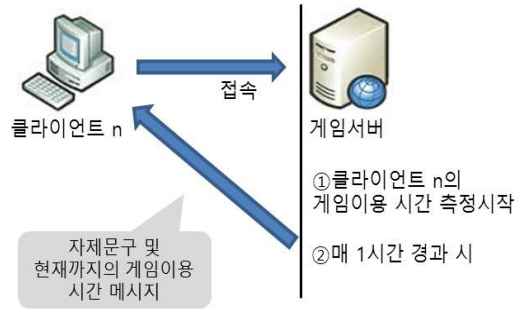 접속
클라이언트 n
게임서버
①클라이언트 n의
게임이용 시간 측정시작
②매 1시간 경과 시
자제문구 및
현재까지의 게임이용
시간 메시지